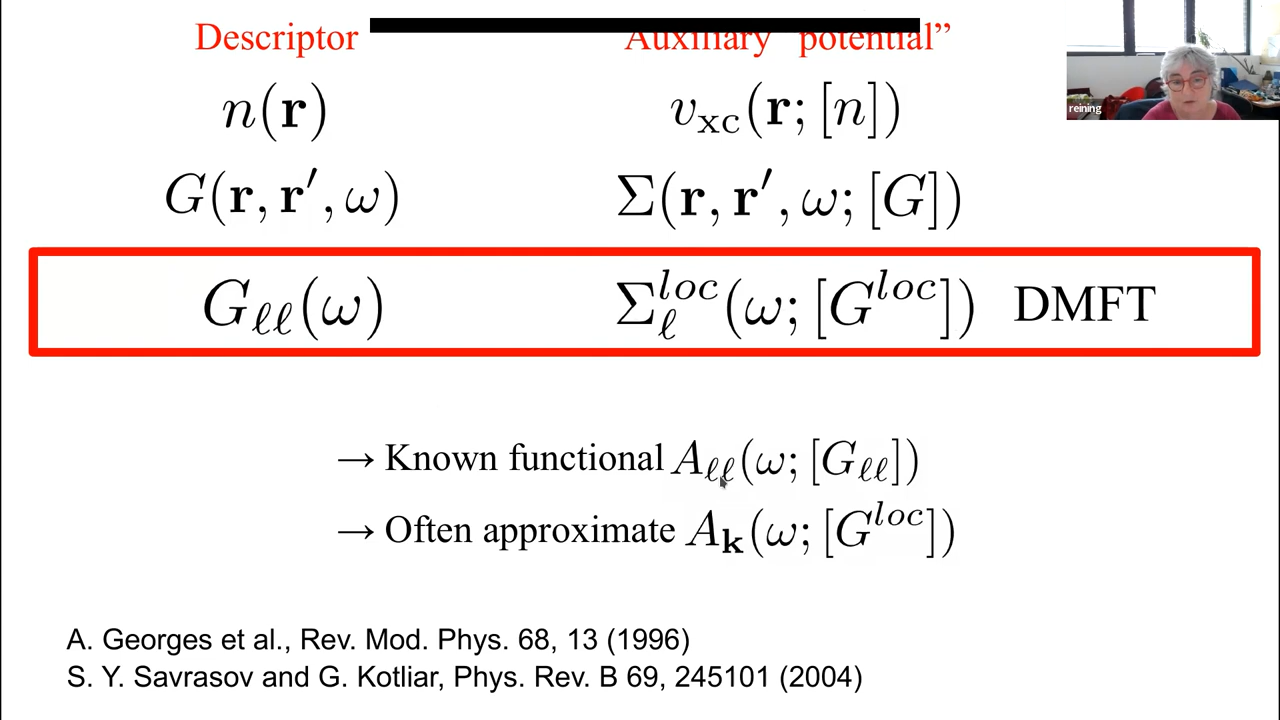 Descriptor Auxiliary “potential”
n(r) v_xc(r; [n])
reining
G(r, r′, ω) Σ(r, r′, ω; [G])
G_ℓℓ(ω) Σ_ℓ^loc(ω; [G^loc]) DMFT
→ Known functional A_ℓℓ(ω; [G_ℓℓ])
→ Often approximate A_k(ω; [G^loc])
A. Georges et al., Rev. Mod. Phys. 68, 13 (1996)
S. Y. Savrasov and G. Kotliar, Phys. Rev. B 69, 245101 (2004)